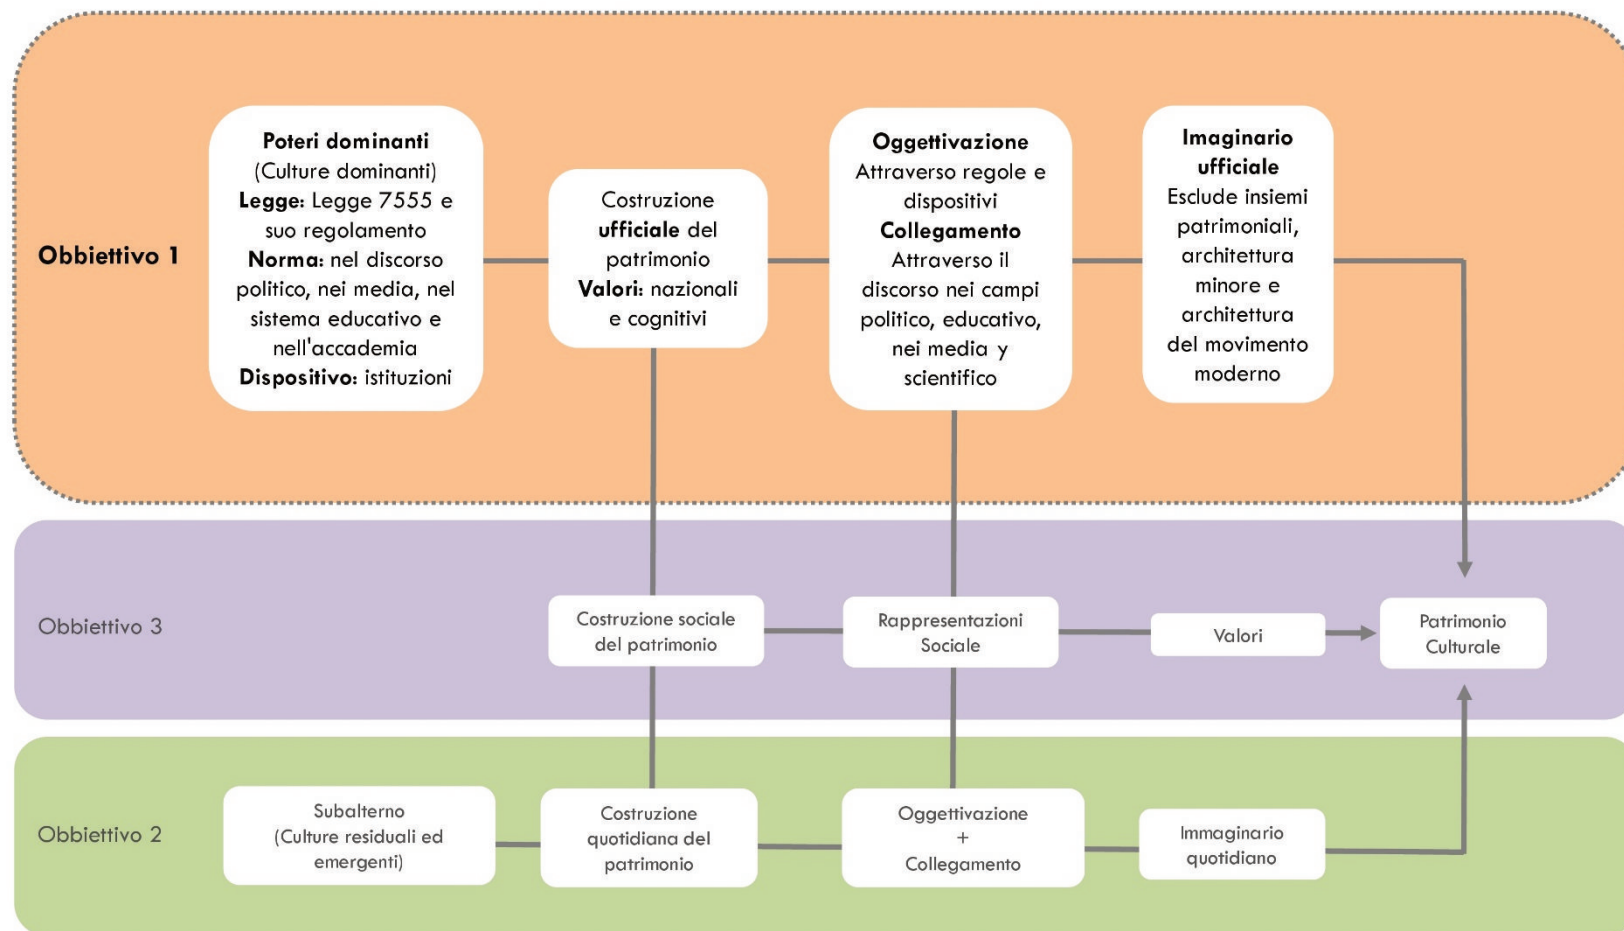 Obbiettivo 1
Poteri dominanti
(Culture dominanti)
Legge: Legge 7555 e
suo regolamento
Norma: nel discorso
politico, nei media, nel
sistema educativo e
nell'accademia
Dispositivo: istituzioni
Costruzione
ufficiale del
patrimonio
Valori: nazionali
e cognitivi
Oggettivazione
Attraverso regole e
dispositivi
Collegamento
Attraverso il
discorso nei campi
politico, educativo,
nei media y
scientifico
Imaginario
ufficiale
Esclude insiemi
patrimoniali,
architettura
minore e
architettura
del movimento
moderno
Obbiettivo 3
Costruzione sociale
del patrimonio
Rappresentazioni
Sociale
Valori
Patrimonio
Culturale
Obbiettivo 2
Subalterno
(Culture residuali ed
emergenti)
Costruzione
quotidiana del
patrimonio
Oggettivazione
+
Collegamento
Immaginario
quotidiano